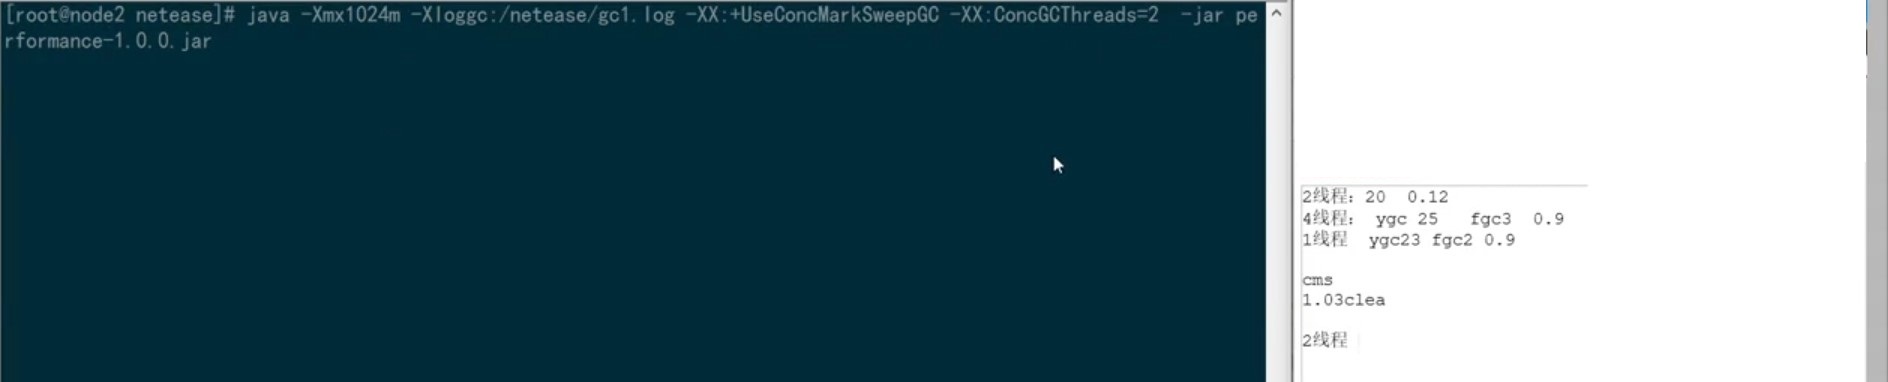 [root@node2 netease]# java -Xmx1024m -Xloggc:/netease/gc1.log -XX:+UseConcMarkSweepGC -XX:ConcGCThreads=2  -jar pe
rformance-1.0.0.jar
2线程: 20  0.12
4线程:  ygc 25   fgc3  0.9
1线程  ygc23 fgc2 0.9
cms
1.03clea
2线程